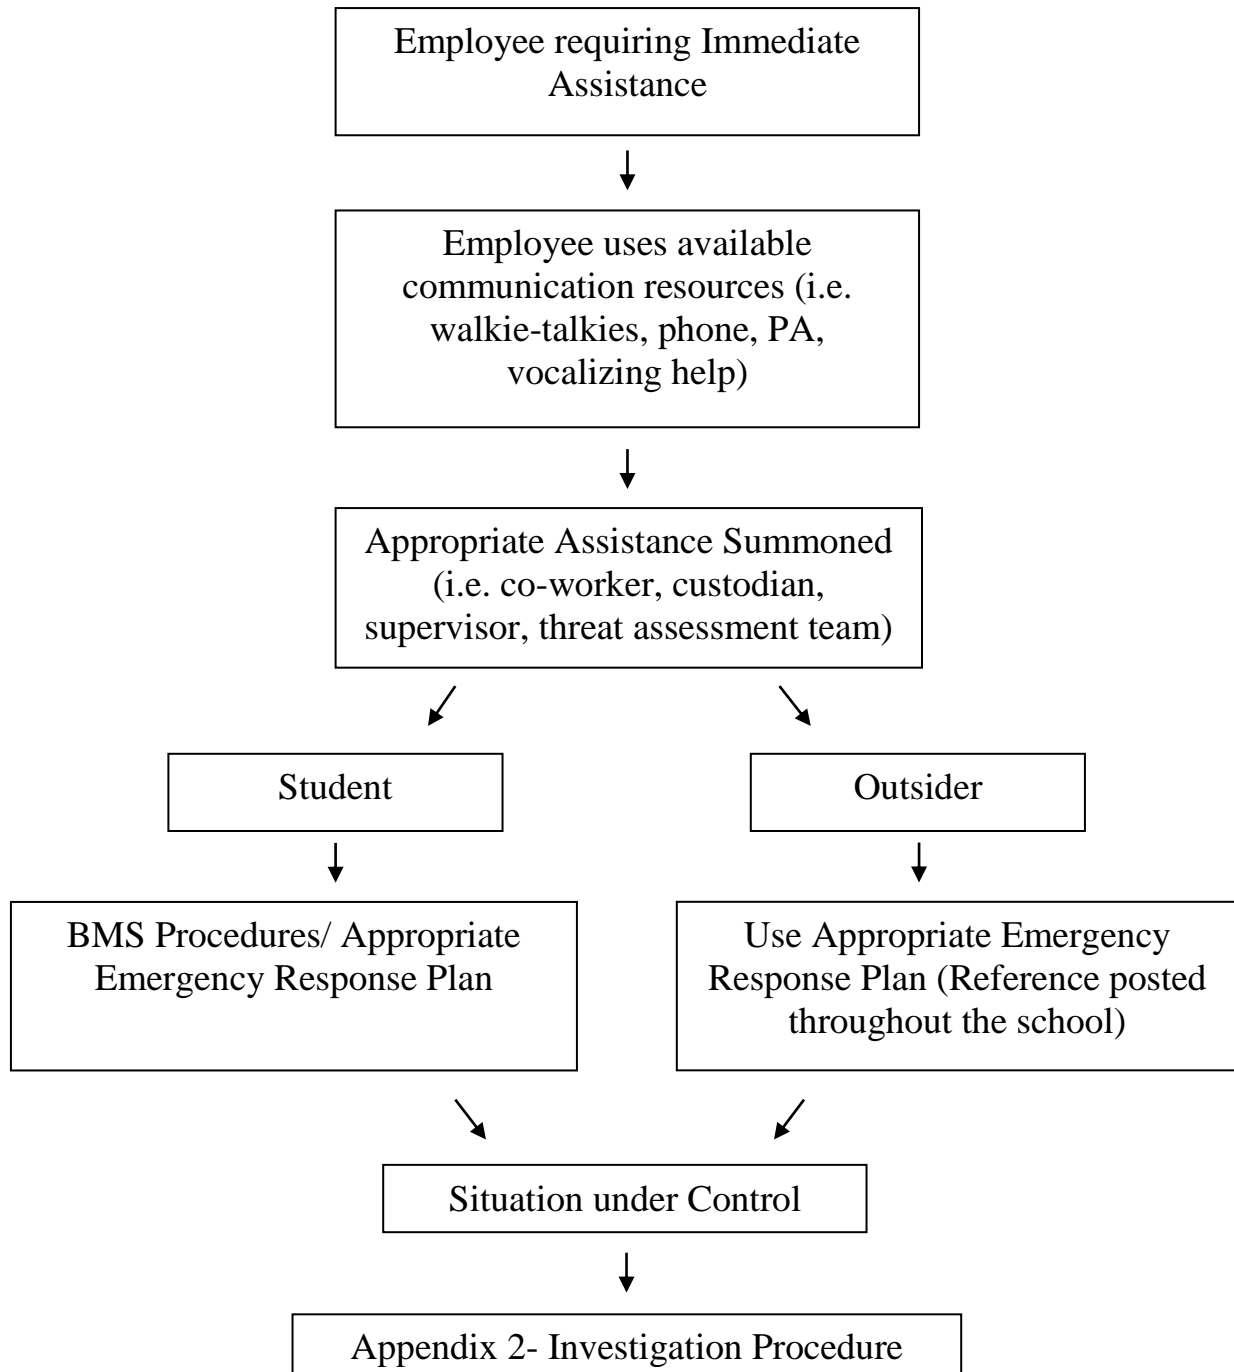 Employee requiring Immediate
Assistance
Employee uses available
communication resources (i.e.
walkie-talkies, phone, PA,
vocalizing help)
Appropriate Assistance Summoned
(i.e. co-worker, custodian,
supervisor, threat assessment team)
Student
Outsider
BMS Procedures/ Appropriate
Emergency Response Plan
Use Appropriate Emergency
Response Plan (Reference posted
throughout the school)
Situation under Control
Appendix 2- Investigation Procedure